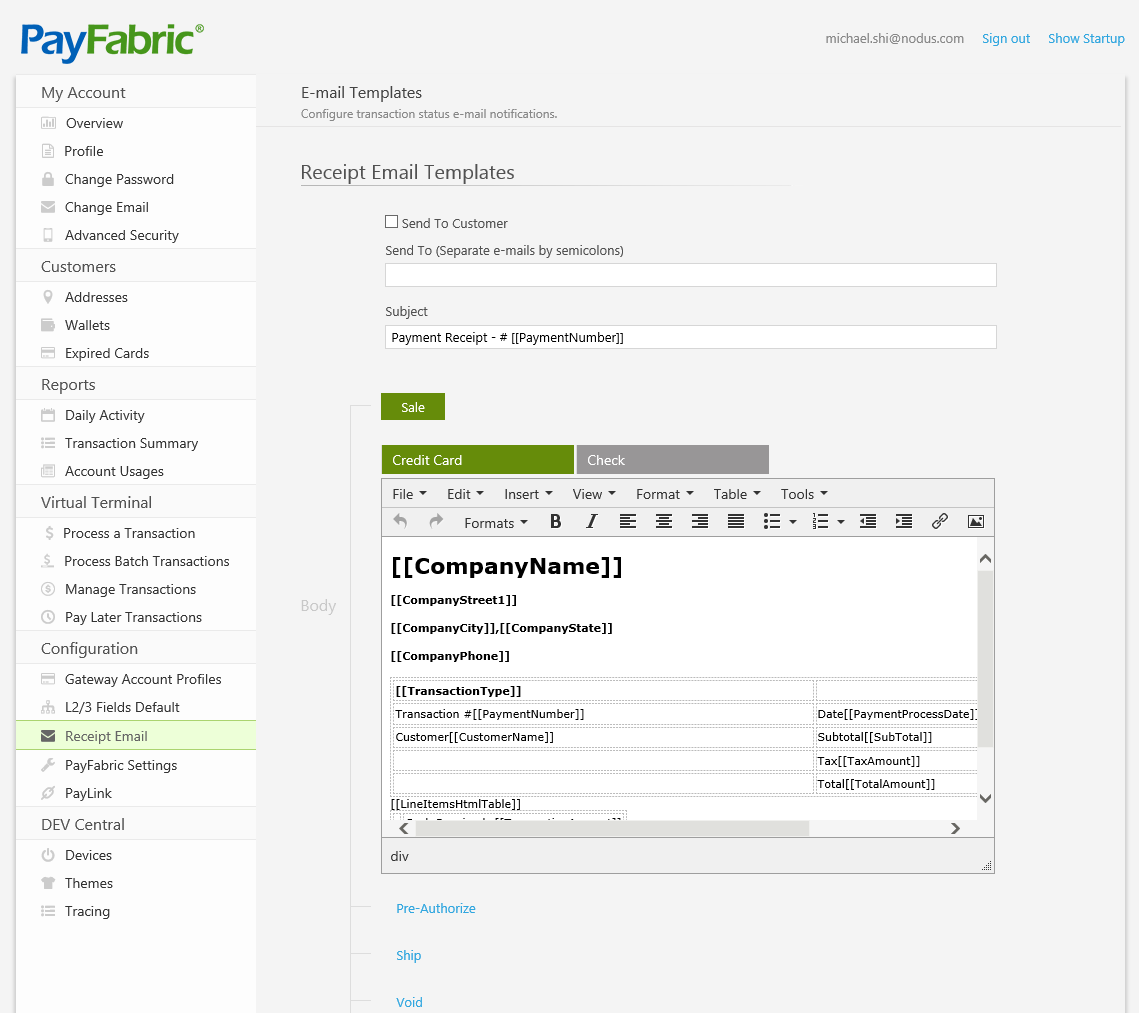 PayFabric®
michael.shi@nodus.com Sign out Show Startup
My Account
Overview
Profile
Change Password
Change Email
Advanced Security
Customers
Addresses
Wallets
Expired Cards
Reports
Daily Activity
Transaction Summary
Account Usages
Virtual Terminal
Process a Transaction
Process Batch Transactions
Manage Transactions
Pay Later Transactions
Configuration
Gateway Account Profiles
L2/3 Fields Default
Receipt Email
PayFabric Settings
PayLink
DEV Central
Devices
Themes
Tracing
E-mail Templates
Configure transaction status e-mail notifications.
Receipt Email Templates
Send To Customer
Send To (Separate e-mails by semicolons)
Subject
Payment Receipt - # [[PaymentNumber]]
Body
Sale
Credit Card Check
File Edit Insert View Format Table Tools
Formats B I
[[CompanyName]]
[[CompanyStreet1]]
[[CompanyCity]],[[CompanyState]]
[[CompanyPhone]]
[[TransactionType]]
Transaction #[[PaymentNumber]] Date[[PaymentProcessDate]]
Customer[[CustomerName]] Subtotal[[SubTotal]]
Tax[[TaxAmount]]
Total[[TotalAmount]]
[[LineItemsHtmlTable]]
div
Pre-Authorize
Ship
Void